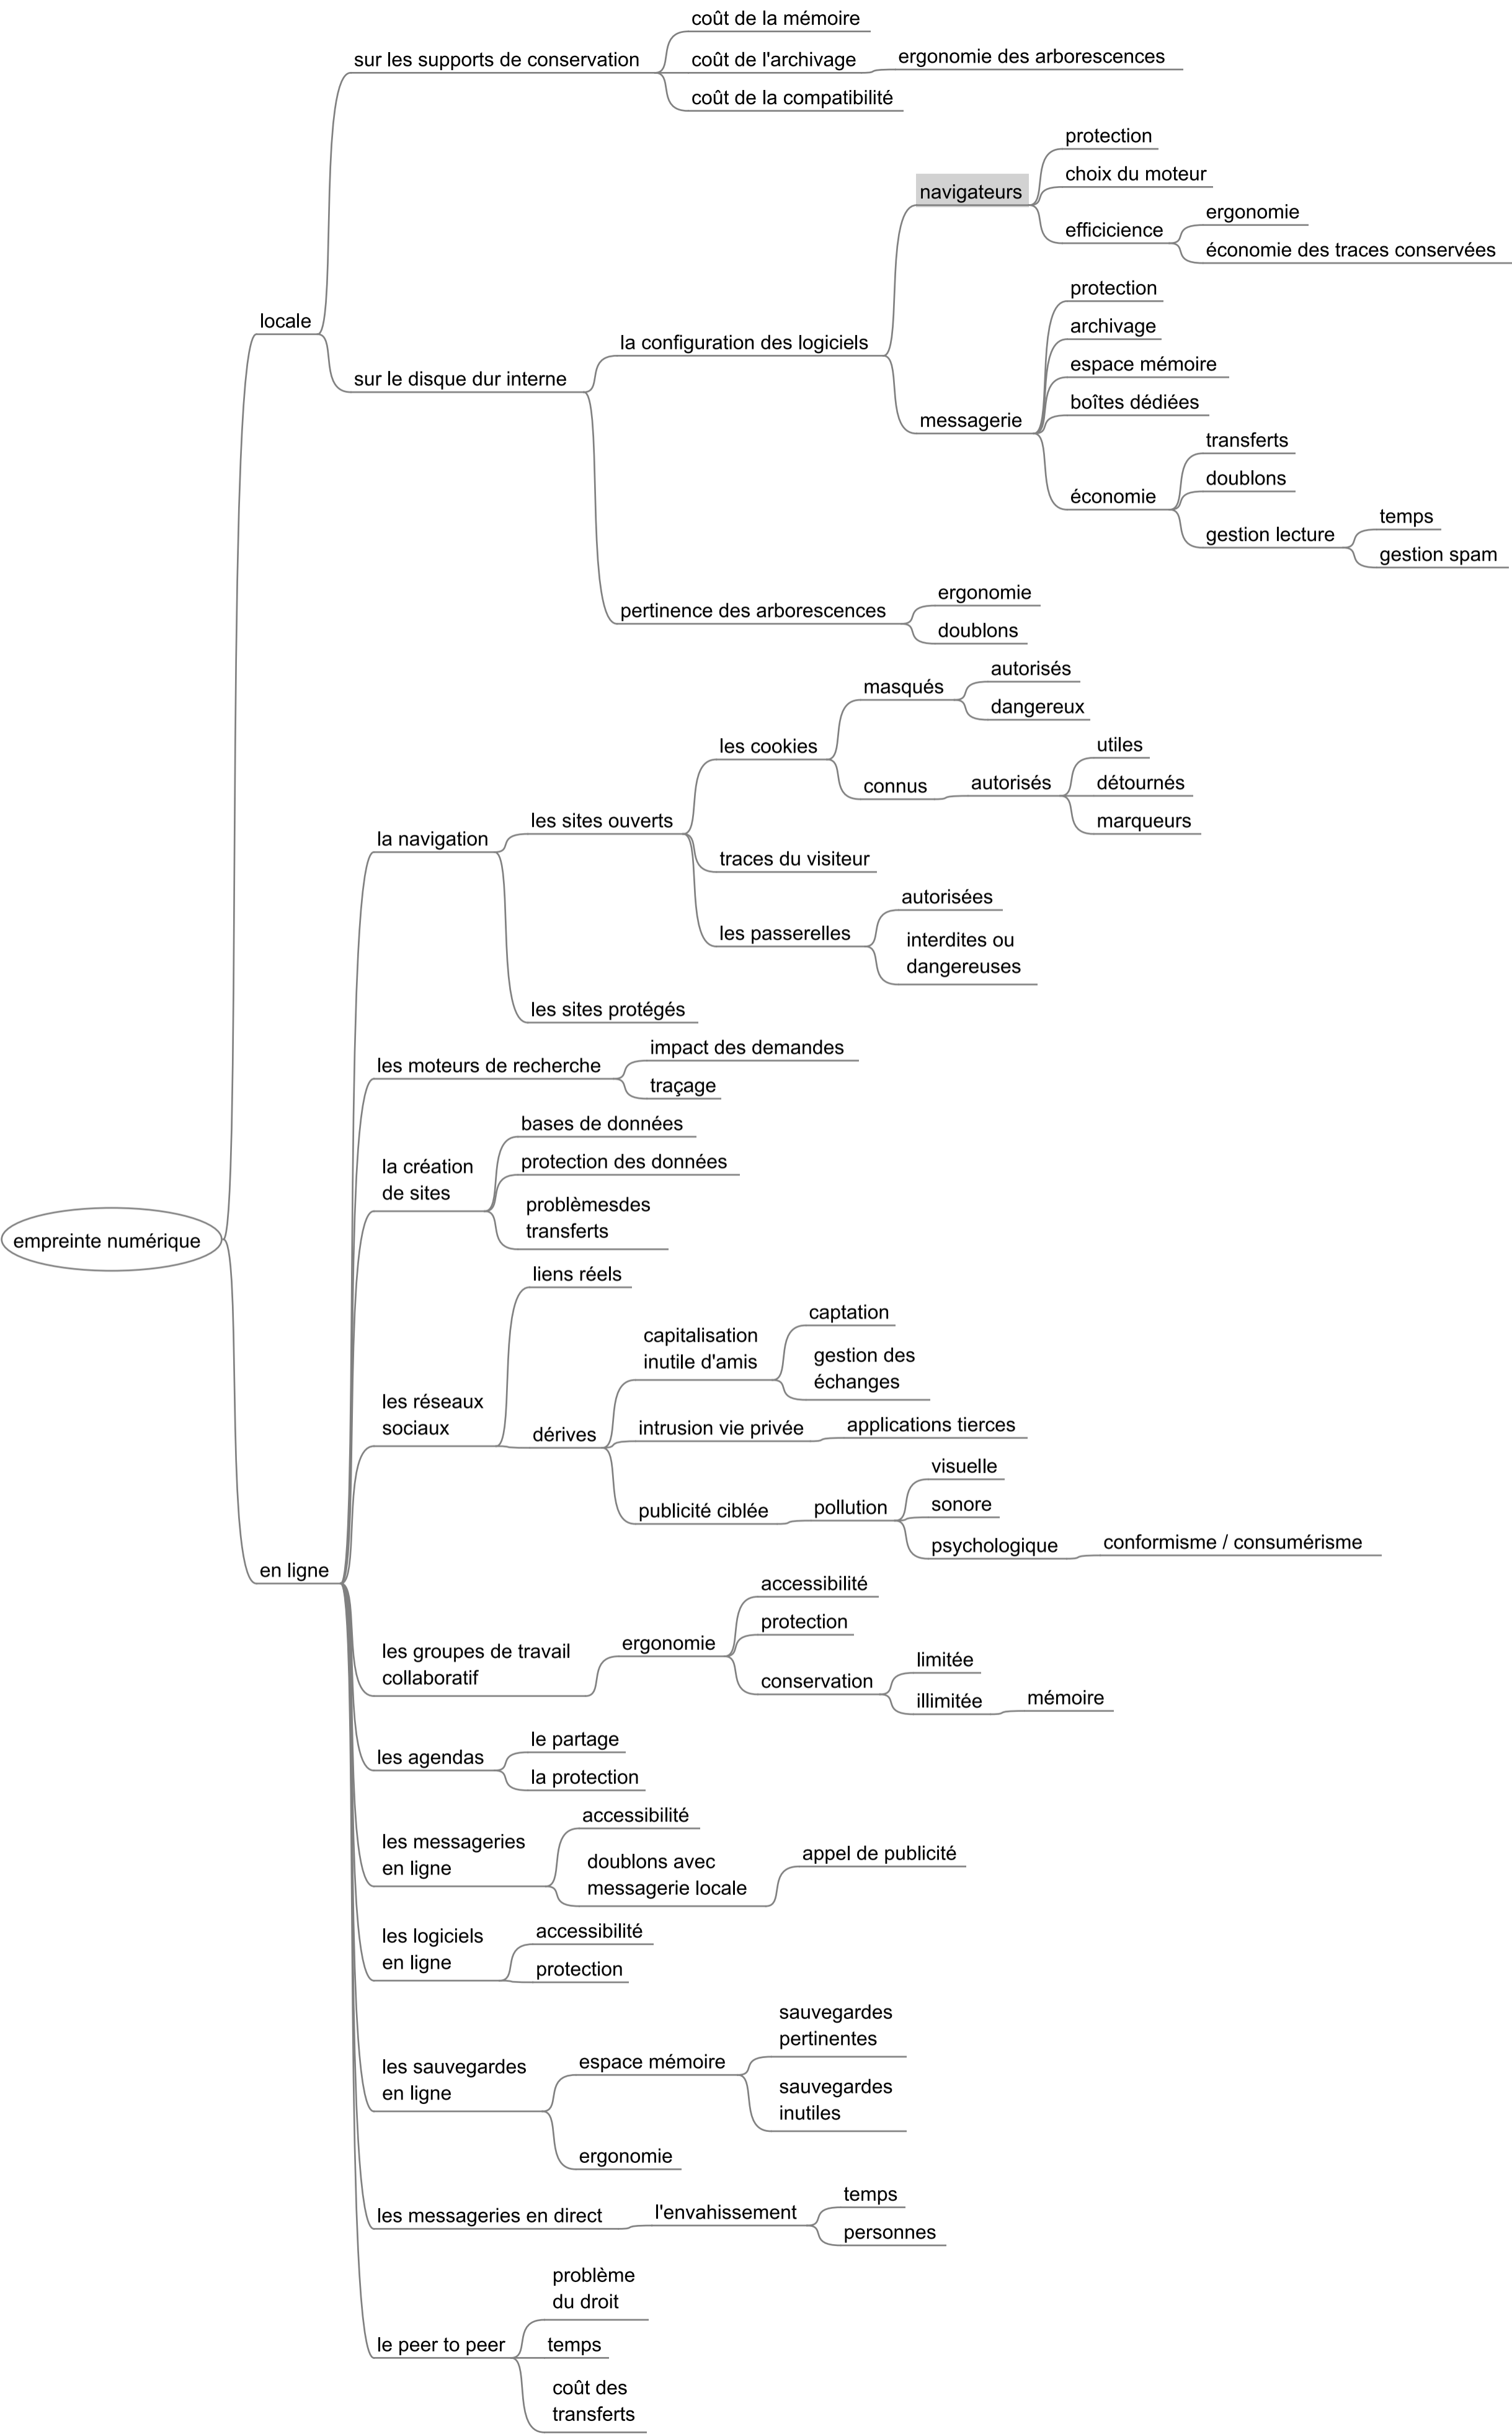 coût de la mémoire
sur les supports de conservation
coût de l'archivage
ergonomie des arborescences
coût de la compatibilité
protection
navigateurs
choix du moteur
efficicience
ergonomie
économie des traces conservées
locale
sur le disque dur interne
la configuration des logiciels
protection
archivage
espace mémoire
boîtes dédiées
messagerie
économie
transferts
doublons
gestion lecture
temps
gestion spam
pertinence des arborescences
ergonomie
doublons
la navigation
les sites ouverts
les cookies
masqués
autorisés
dangereux
connus
autorisés
utiles
détournés
marqueurs
traces du visiteur
les passerelles
autorisées
interdites ou
dangereuses
les sites protégés
les moteurs de recherche
impact des demandes
traçage
la création
de sites
bases de données
protection des données
problèmesdes
transferts
empreinte numérique
les réseaux
sociaux
liens réels
dérives
capitalisation
inutile d'amis
captation
gestion des
échanges
intrusion vie privée
applications tierces
publicité ciblée
pollution
visuelle
sonore
psychologique
conformisme / consumérisme
en ligne
les groupes de travail
collaboratif
ergonomie
accessibilité
protection
conservation
limitée
illimitée
mémoire
les agendas
le partage
la protection
les messageries
en ligne
accessibilité
doublons avec
messagerie locale
appel de publicité
les logiciels
en ligne
accessibilité
protection
les sauvegardes
en ligne
espace mémoire
sauvegardes
pertinentes
sauvegardes
inutiles
ergonomie
les messageries en direct
l'envahissement
temps
personnes
le peer to peer
problème
du droit
temps
coût des
transferts